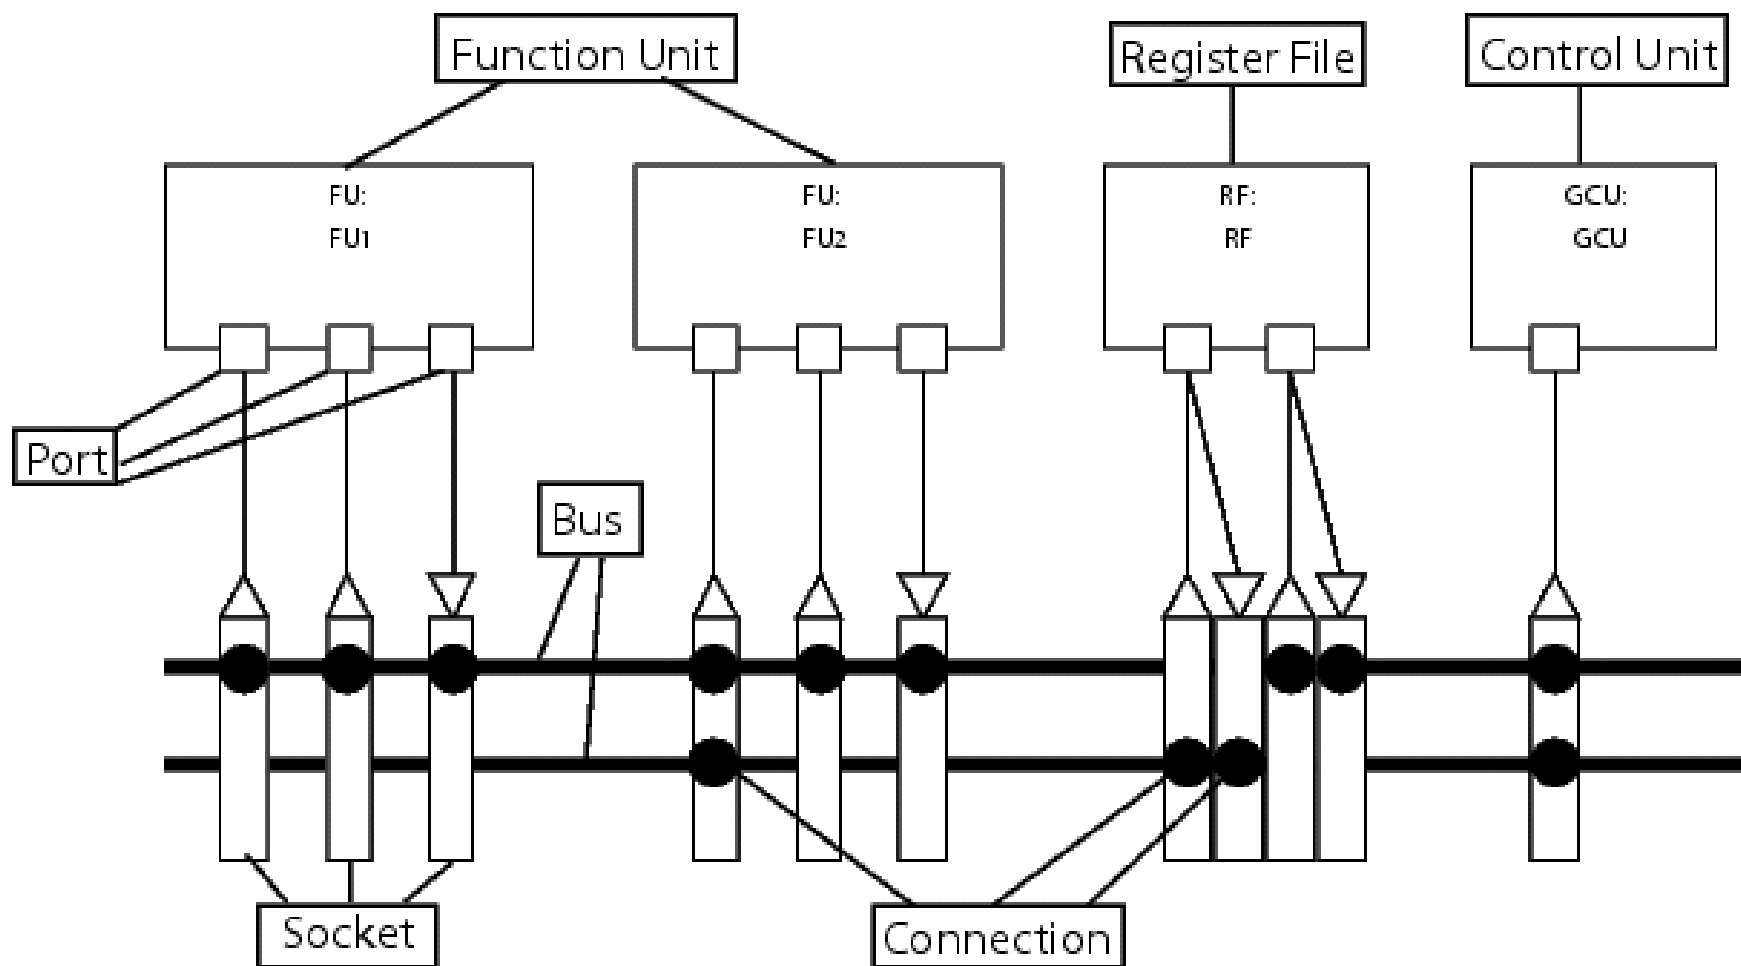 Function Unit
Register File
Control Unit
FU:
FU1
FU:
FU2
RF:
RF
GCU:
GCU
Port
Bus
Socket
Connection